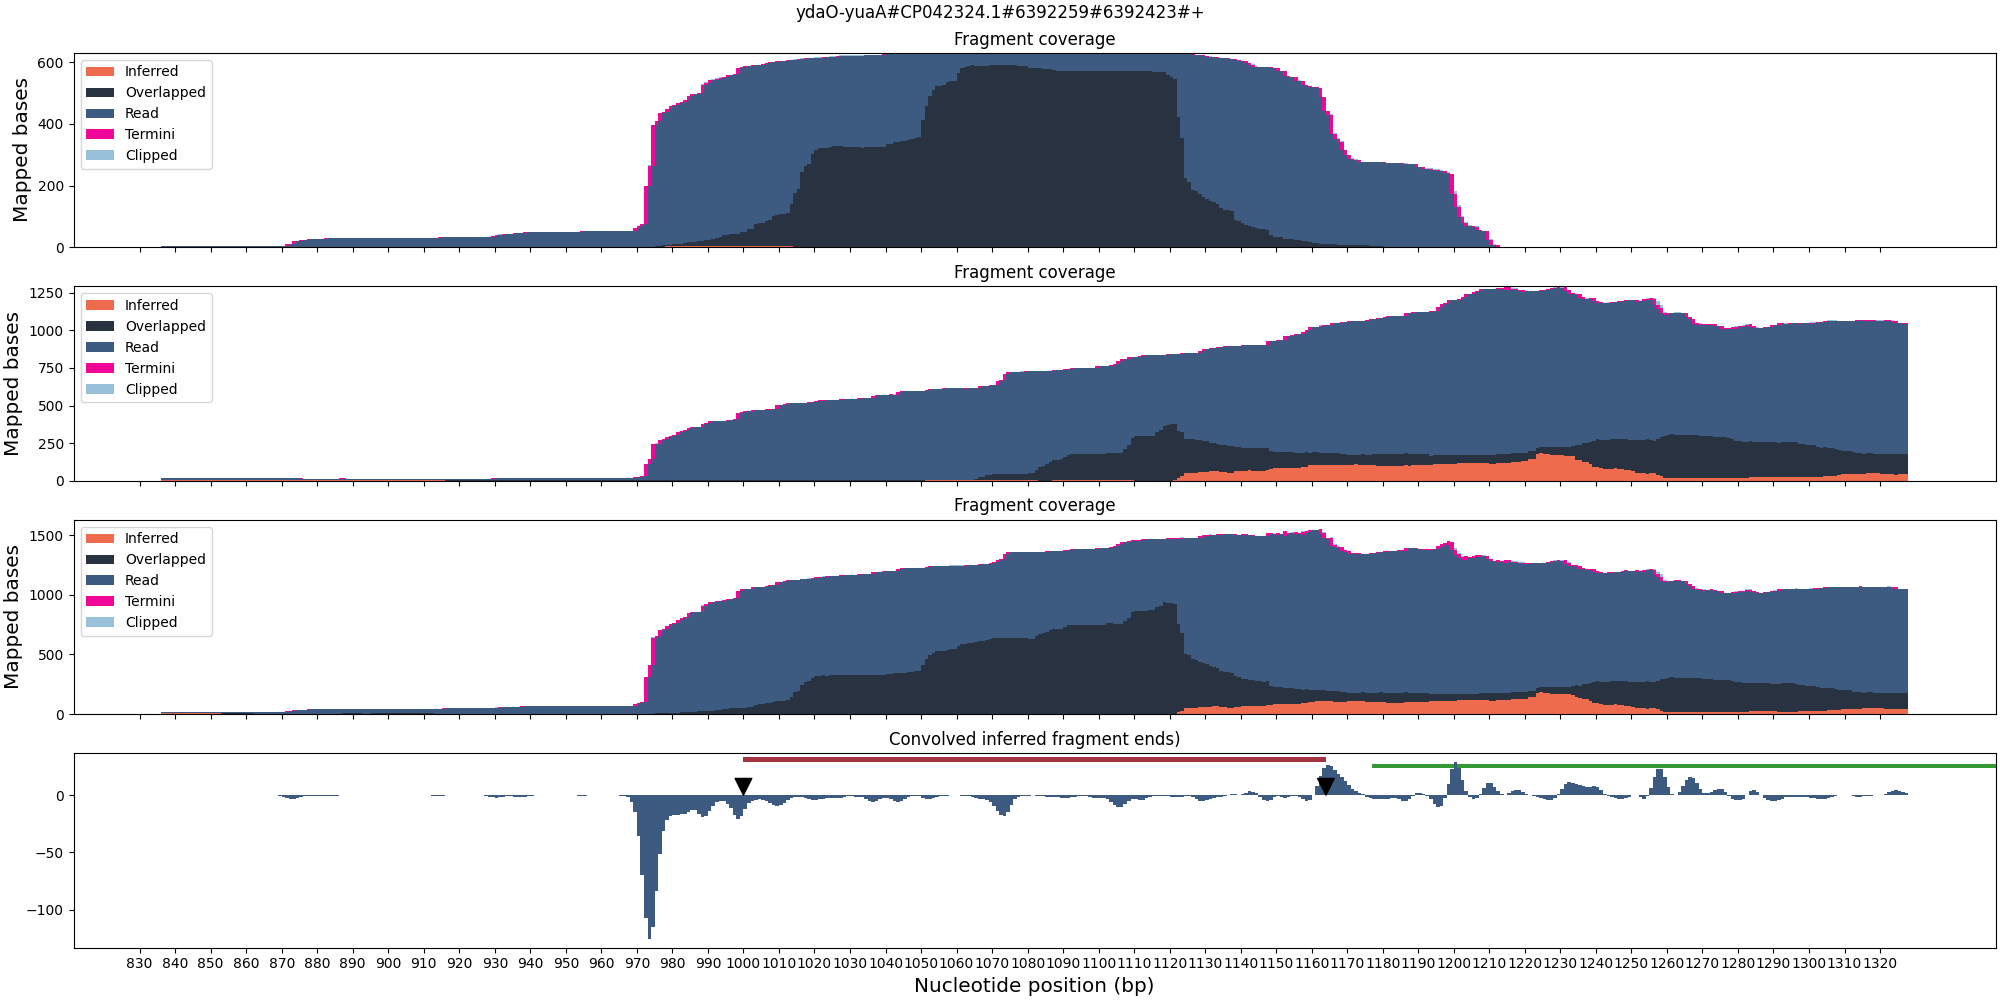 ydaO-yuaA#CP042324.1#6392259#6392423#+
Fragment coverage
Mapped bases
600
400
200
0
Inferred
Overlapped
Read
Termini
Clipped
Fragment coverage
Mapped bases
1250
1000
750
500
250
0
Inferred
Overlapped
Read
Termini
Clipped
Fragment coverage
Mapped bases
1500
1000
500
0
Inferred
Overlapped
Read
Termini
Clipped
Convolved inferred fragment ends)
0
−50
−100
830 840 850 860 870 880 890 900 910 920 930 940 950 960 970 980 990 1000 1010 1020 1030 1040 1050 1060 1070 1080 1090 1100 1110 1120 1130 1140 1150 1160 1170 1180 1190 1200 1210 1220 1230 1240 1250 1260 1270 1280 1290 1300 1310 1320
Nucleotide position (bp)